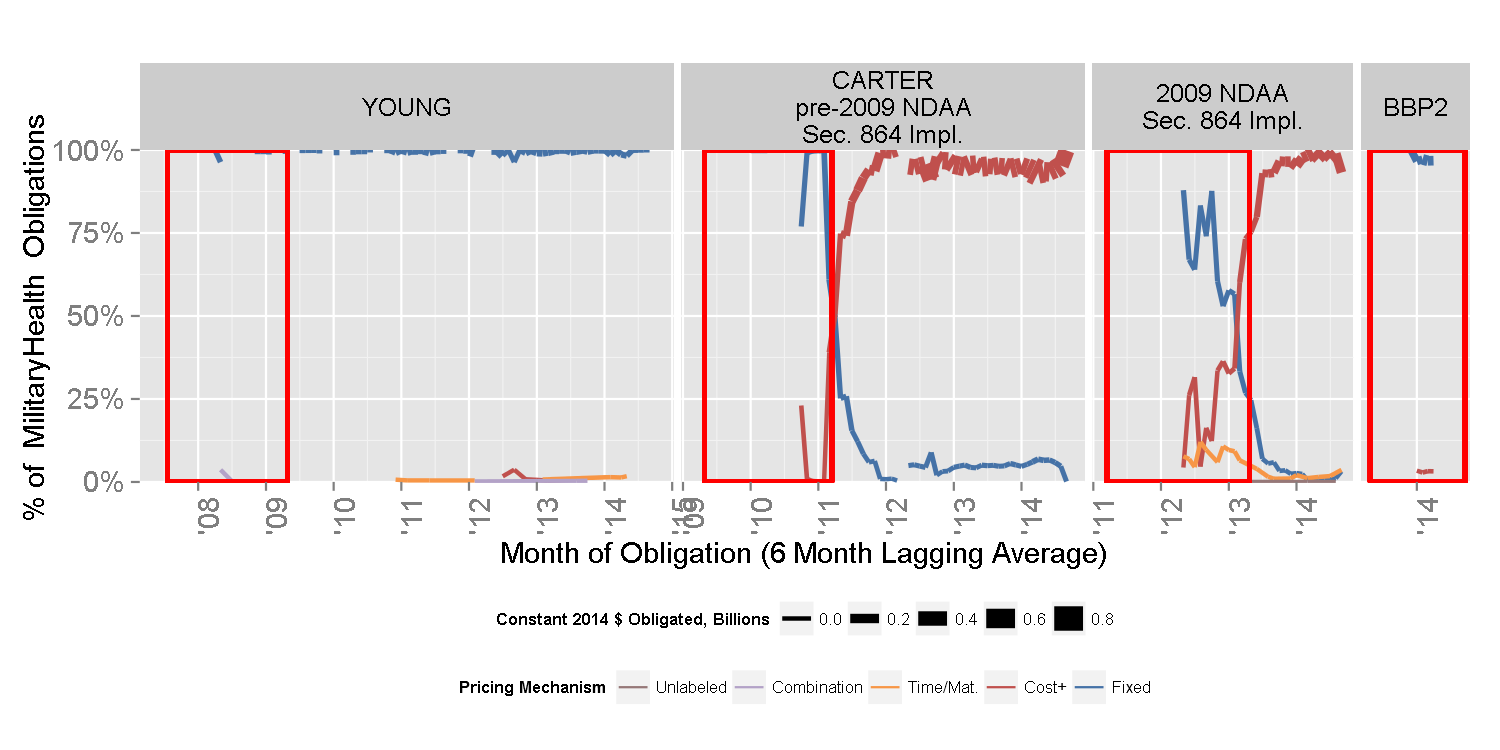 YOUNG
CARTER
pre-2009 NDAA
Sec. 864 Impl.
2009 NDAA
Sec. 864 Impl.
BBP2
% of MilitaryHealth Obligations
100%
75%
50%
25%
0%
'08 '09 '10 '11 '12 '13 '14 '15
'09 '10 '11 '12 '13 '14
'11 '12 '13 '14
'14
Month of Obligation (6 Month Lagging Average)
Constant 2014 $ Obligated, Billions 0.0 0.2 0.4 0.6 0.8
Pricing Mechanism Unlabeled Combination Time/Mat. Cost+ Fixed